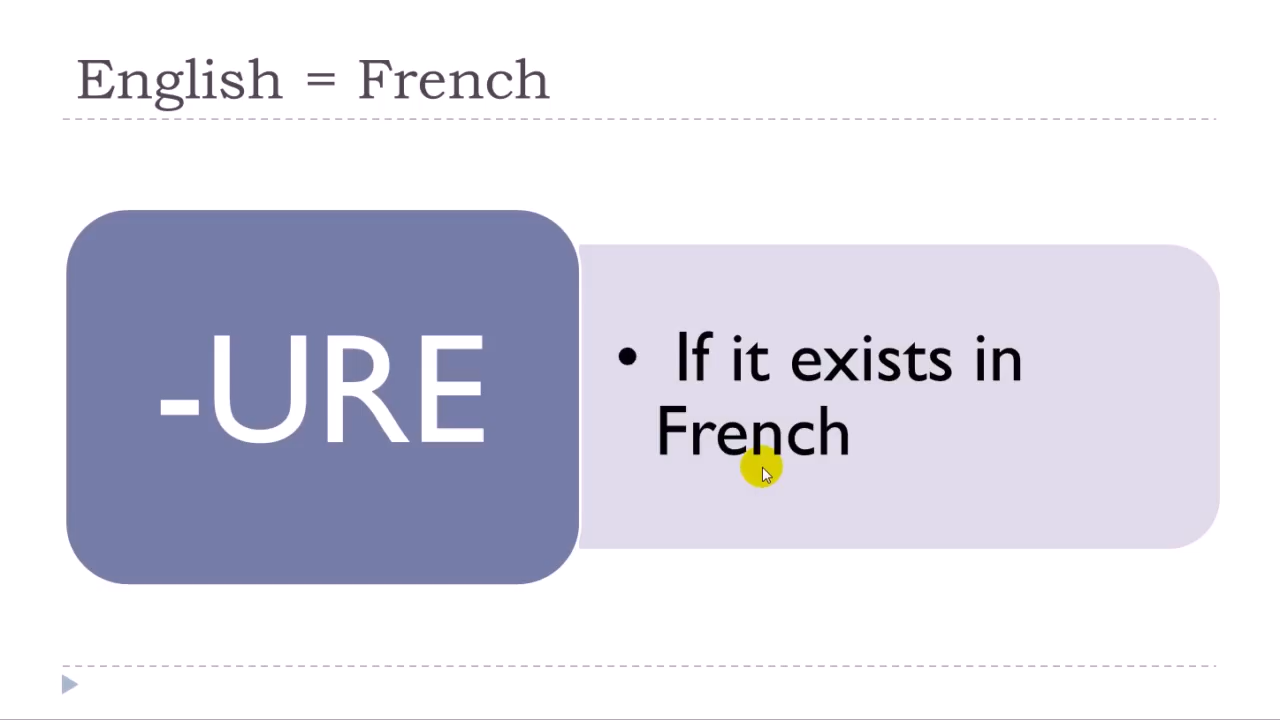 English = French
-URE
• If it exists in
French